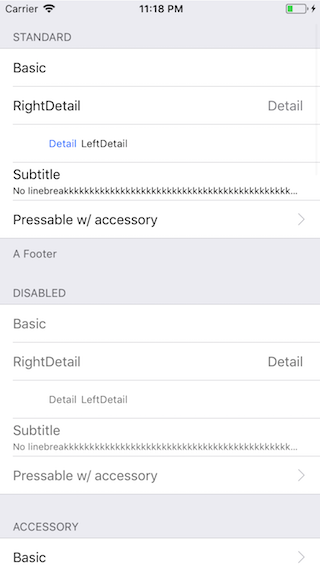 Carrier 11:18 PM
STANDARD
Basic
RightDetail Detail
Detail LeftDetail
Subtitle
No linebreakkkkkkkkkkkkkkkkkkkkkkkkkkkkkkkkkkkkkkkkkkkk...
Pressable w/ accessory
A Footer
DISABLED
Basic
RightDetail Detail
Detail LeftDetail
Subtitle
No linebreakkkkkkkkkkkkkkkkkkkkkkkkkkkkkkkkkkkkkkkkkkkk...
Pressable w/ accessory
ACCESSORY
Basic